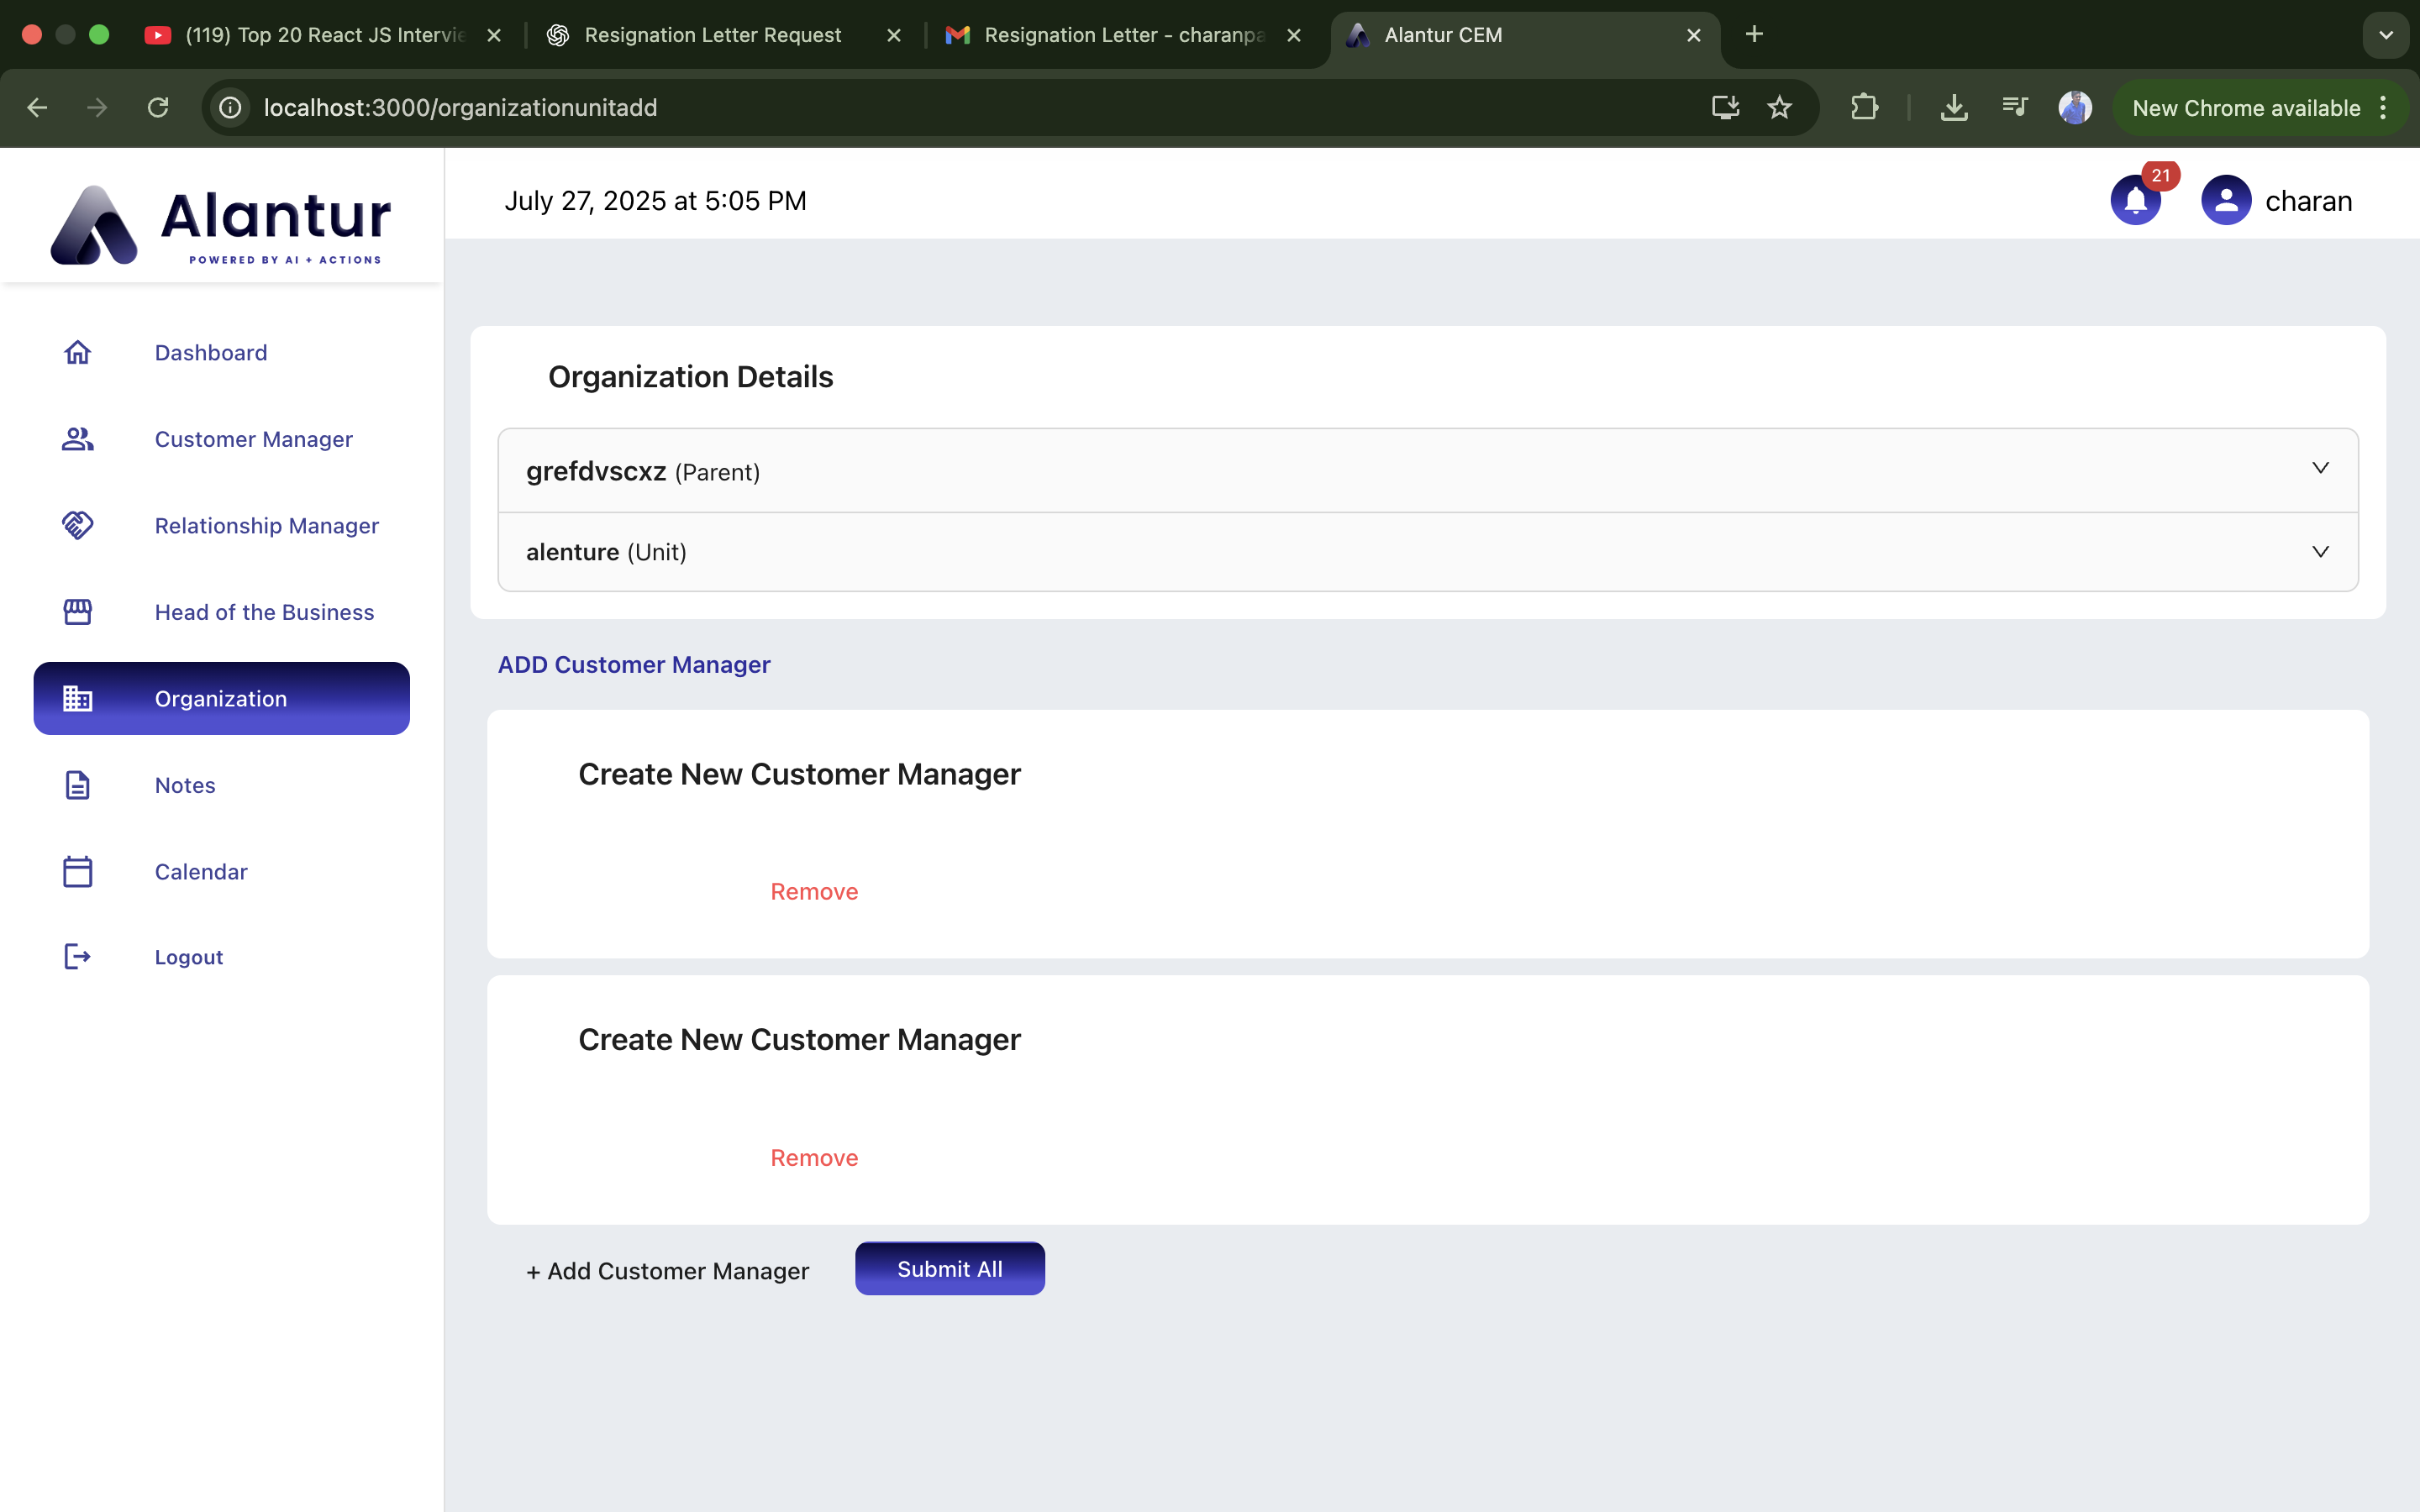 (119) Top 20 React JS Intervie
Resignation Letter Request
Resignation Letter - charanpa
Alantur CEM
localhost:3000/organizationunitadd
New Chrome available
Alantur
POWERED BY AI + ACTIONS
July 27, 2025 at 5:05 PM
21
charan
Dashboard
Customer Manager
Relationship Manager
Head of the Business
Organization
Notes
Calendar
Logout
Organization Details
grefdvscxz (Parent)
alenture (Unit)
ADD Customer Manager
Create New Customer Manager
Remove
Create New Customer Manager
Remove
+ Add Customer Manager
Submit All